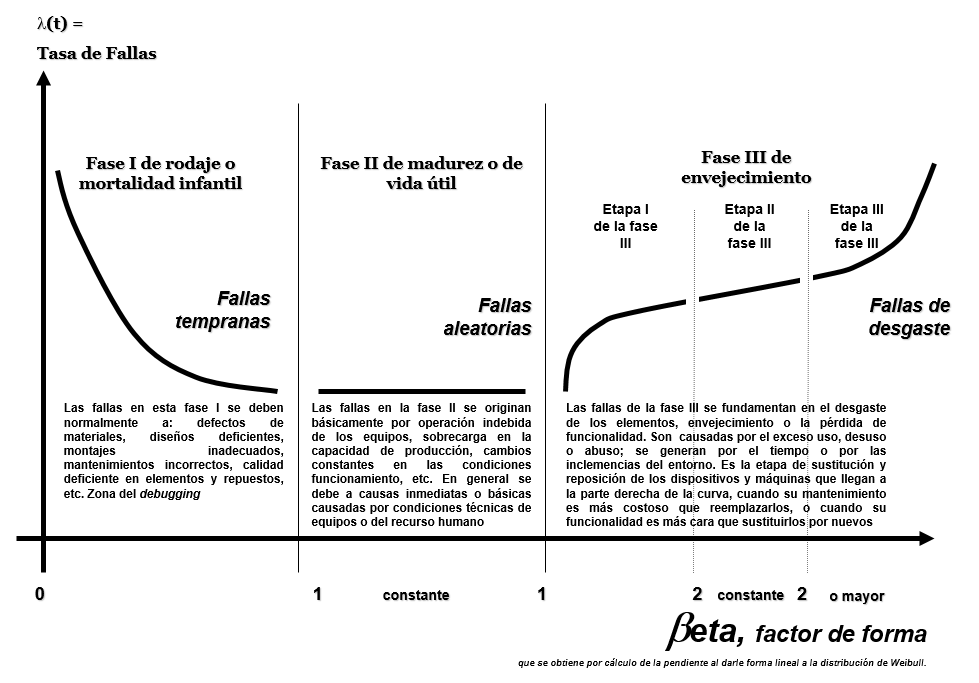 λ(t) =
Tasa de Fallas
Fase I de rodaje o
mortalidad infantil
Fallas
tempranas
Las fallas en esta fase I se deben
normalmente a: defectos de
materiales, diseños deficientes,
montajes inadecuados,
mantenimientos incorrectos, calidad
deficiente en elementos y repuestos,
etc. Zona del debugging
Fase II de madurez o de
vida útil
Fallas
aleatorias
Las fallas en la fase II se originan
básicamente por operación indebida
de los equipos, sobrecarga en la
capacidad de producción, cambios
constantes en las condiciones
funcionamiento, etc. En general se
debe a causas inmediatas o básicas
causadas por condiciones técnicas de
equipos o del recurso humano
Fase III de
envejecimiento
Etapa I
de la fase
III
Etapa II
de la
fase III
Etapa III
de la
fase III
Fallas de
desgaste
Las fallas de la fase III se fundamentan en el desgaste
de los elementos, envejecimiento o la pérdida de
funcionalidad. Son causadas por el exceso uso, desuso
o abuso; se generan por el tiempo o por las
inclemencias del entorno. Es la etapa de sustitución y
reposición de los dispositivos y máquinas que llegan a
la parte derecha de la curva, cuando su mantenimiento
es más costoso que reemplazarlos, o cuando su
funcionalidad es más cara que sustituirlos por nuevos
0 1 constante 1 2 constante 2 o mayor
βeta, factor de forma
que se obtiene por cálculo de la pendiente al darle forma lineal a la distribución de Weibull.